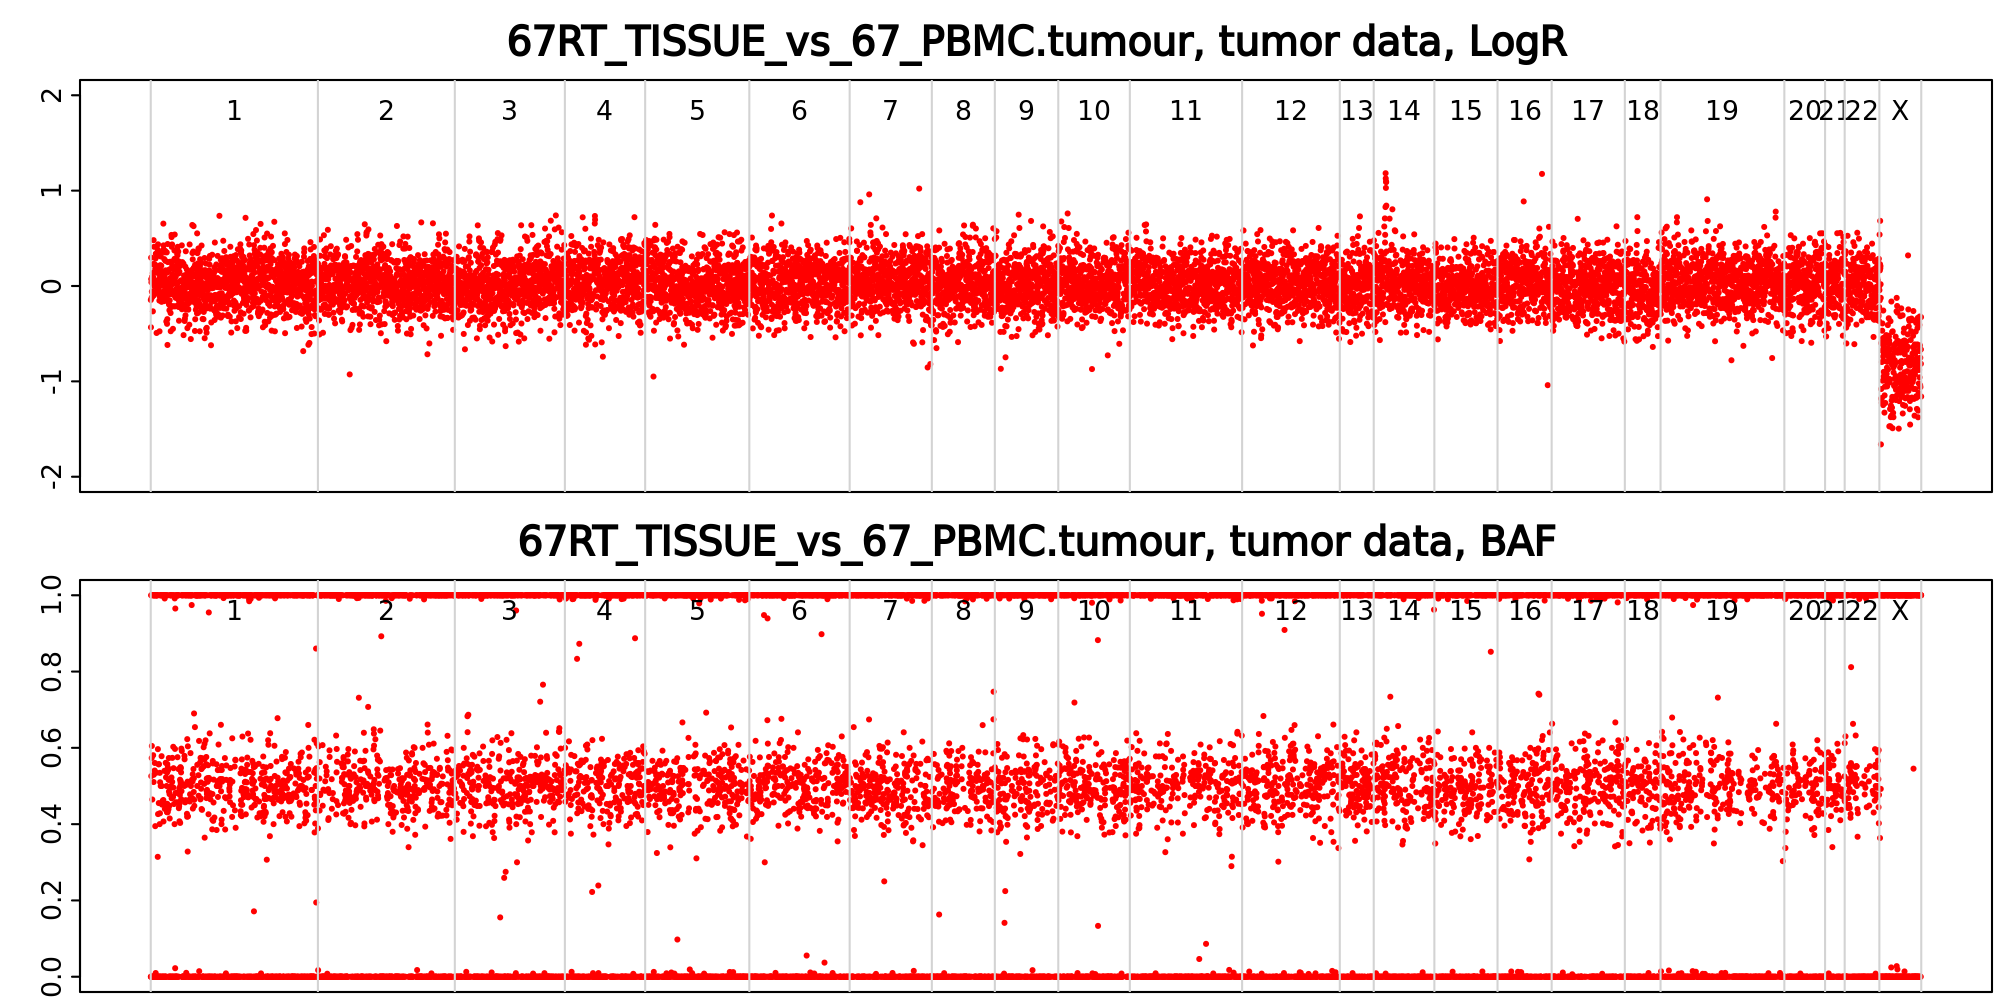 67RT_TISSUE_vs_67_PBMC.tumour, tumor data, LogR
2
1 2 3 4 5 6 7 8 9 10 11 12 13 14 15 16 17 18 19 20 21 22 X
1
0
-1
-2
67RT_TISSUE_vs_67_PBMC.tumour, tumor data, BAF
1.0
1 2 3 4 5 6 7 8 9 10 11 12 13 14 15 16 17 18 19 20 21 22 X
0.8
0.6
0.4
0.2
0.0